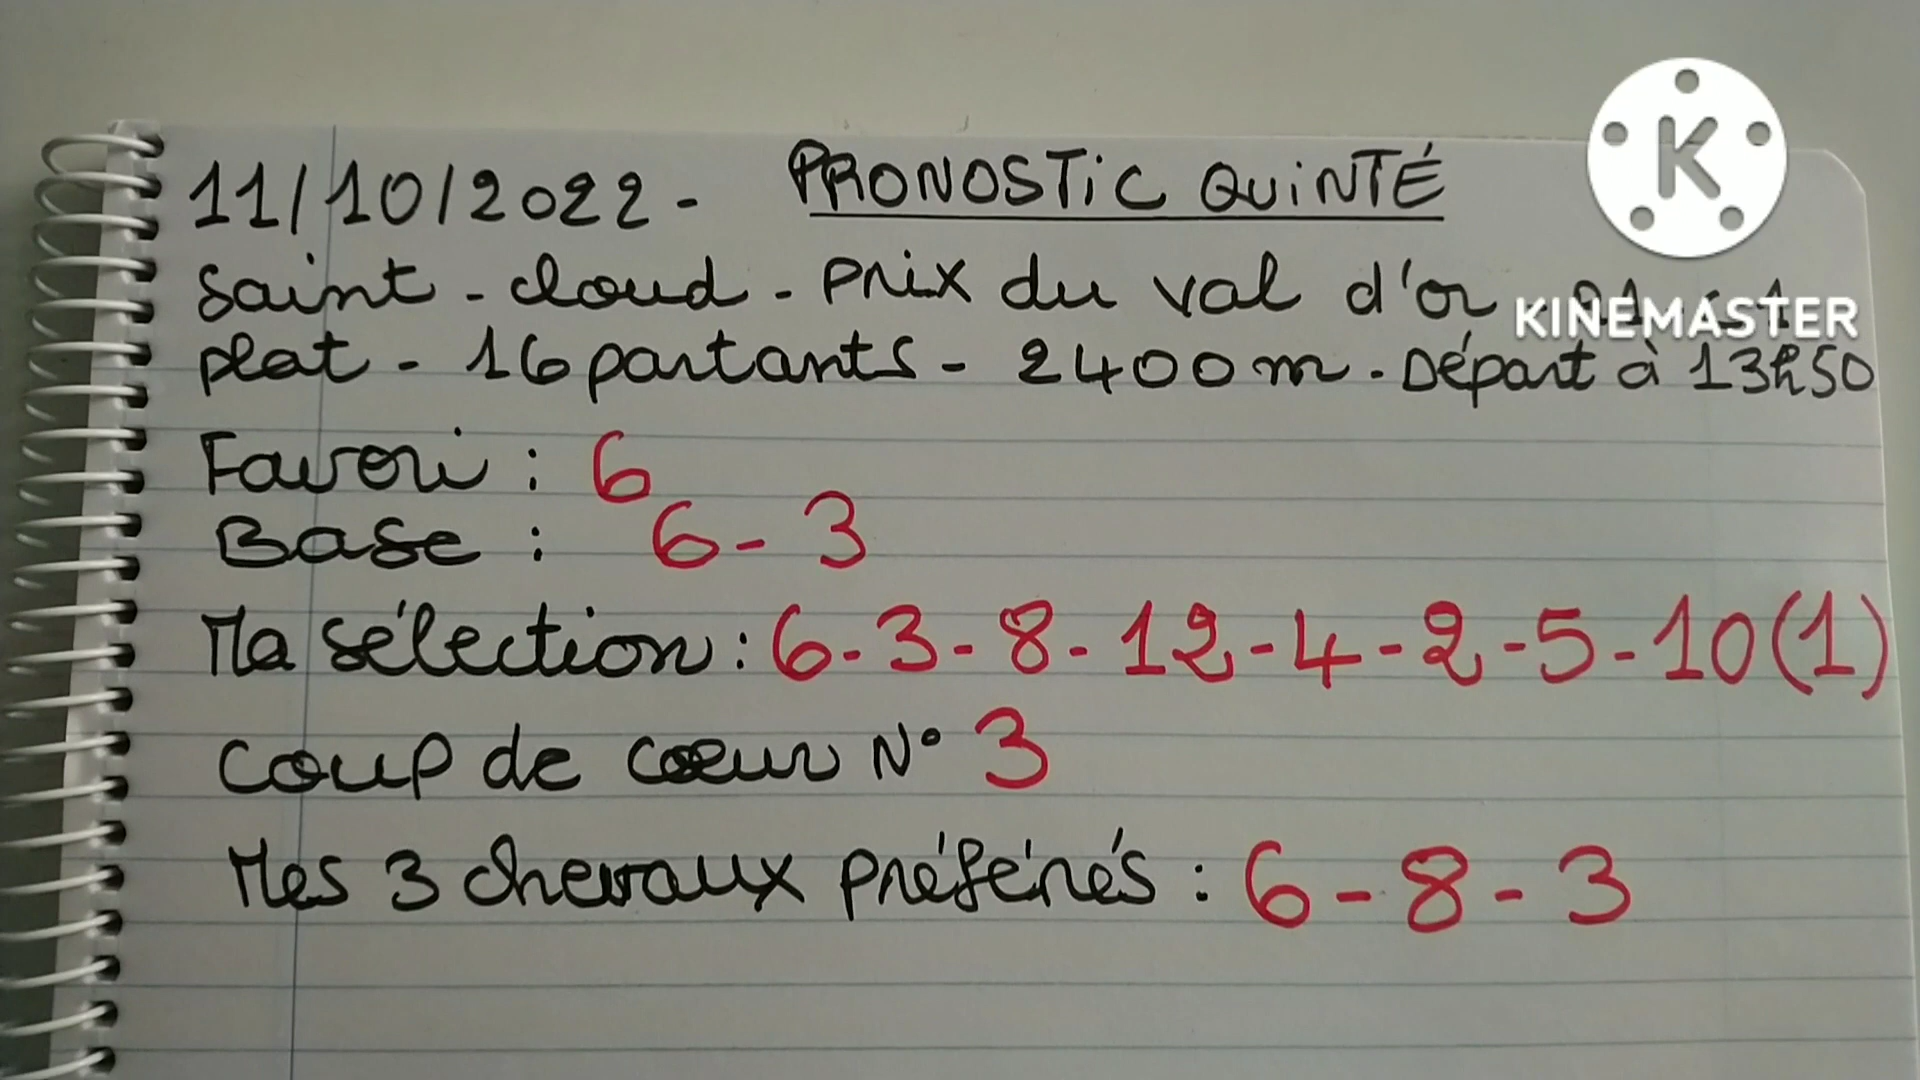 11/10/2022 - PRONOSTIC QUINTÉ
Saint-Cloud - Prix du val d'or
KINEMASTER
plat - 16 partants - 2400m - Départ à 13h50
Favori : 6
Base : 6 - 3
Ma sélection : 6 - 3 - 8 - 12 - 4 - 2 - 5 - 10 (1)
Coup de cœur N° 3
Mes 3 chevaux préférés : 6 - 8 - 3